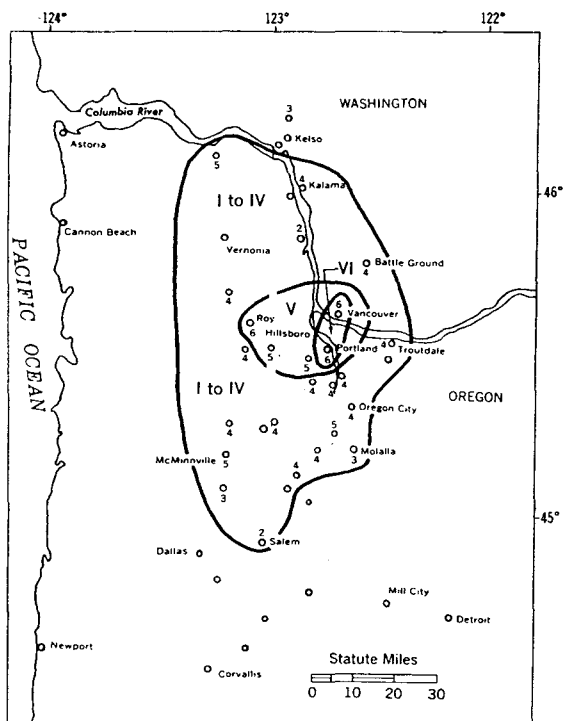 -124° 123° 122°
3
WASHINGTON
Columbia River
Kelso
Astoria
5
4
Kalama
46°
I to IV
Cannon Beach
2
Vernonia
Battle Ground
4
VI
4
V
6
Vancouver
Roy
6
Hillsboro
PACIFIC OCEAN
4
5
5
Portland
6
4
Troutdale
4
4
4
I to IV
OREGON
Oregon City
4
4
4
5
McMinnville
5
4
Molalla
3
4
3
45°
2
Salem
Dallas
Mill City
Detroit
Newport
Corvallis
Statute Miles
0 10 20 30